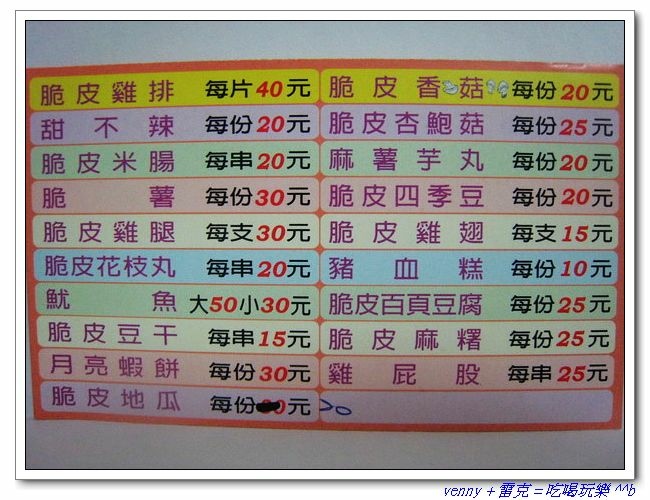 脆皮雞排 每片40元
甜不辣 每份20元
脆皮米腸 每串20元
脆薯 每份30元
脆皮雞腿 每支30元
脆皮花枝丸 每串20元
魷魚 大50小30元
脆皮豆干 每串15元
月亮蝦餅 每份30元
脆皮地瓜 每份元 20
脆皮香菇 每份20元
脆皮杏鮑菇 每份25元
麻薯芋丸 每份20元
脆皮四季豆 每份20元
脆皮雞翅 每支15元
豬血糕 每份10元
脆皮百頁豆腐 每份25元
脆皮麻糬 每份25元
雞屁股 每串25元
venny + 雷克 = 吃喝玩樂 ^^b